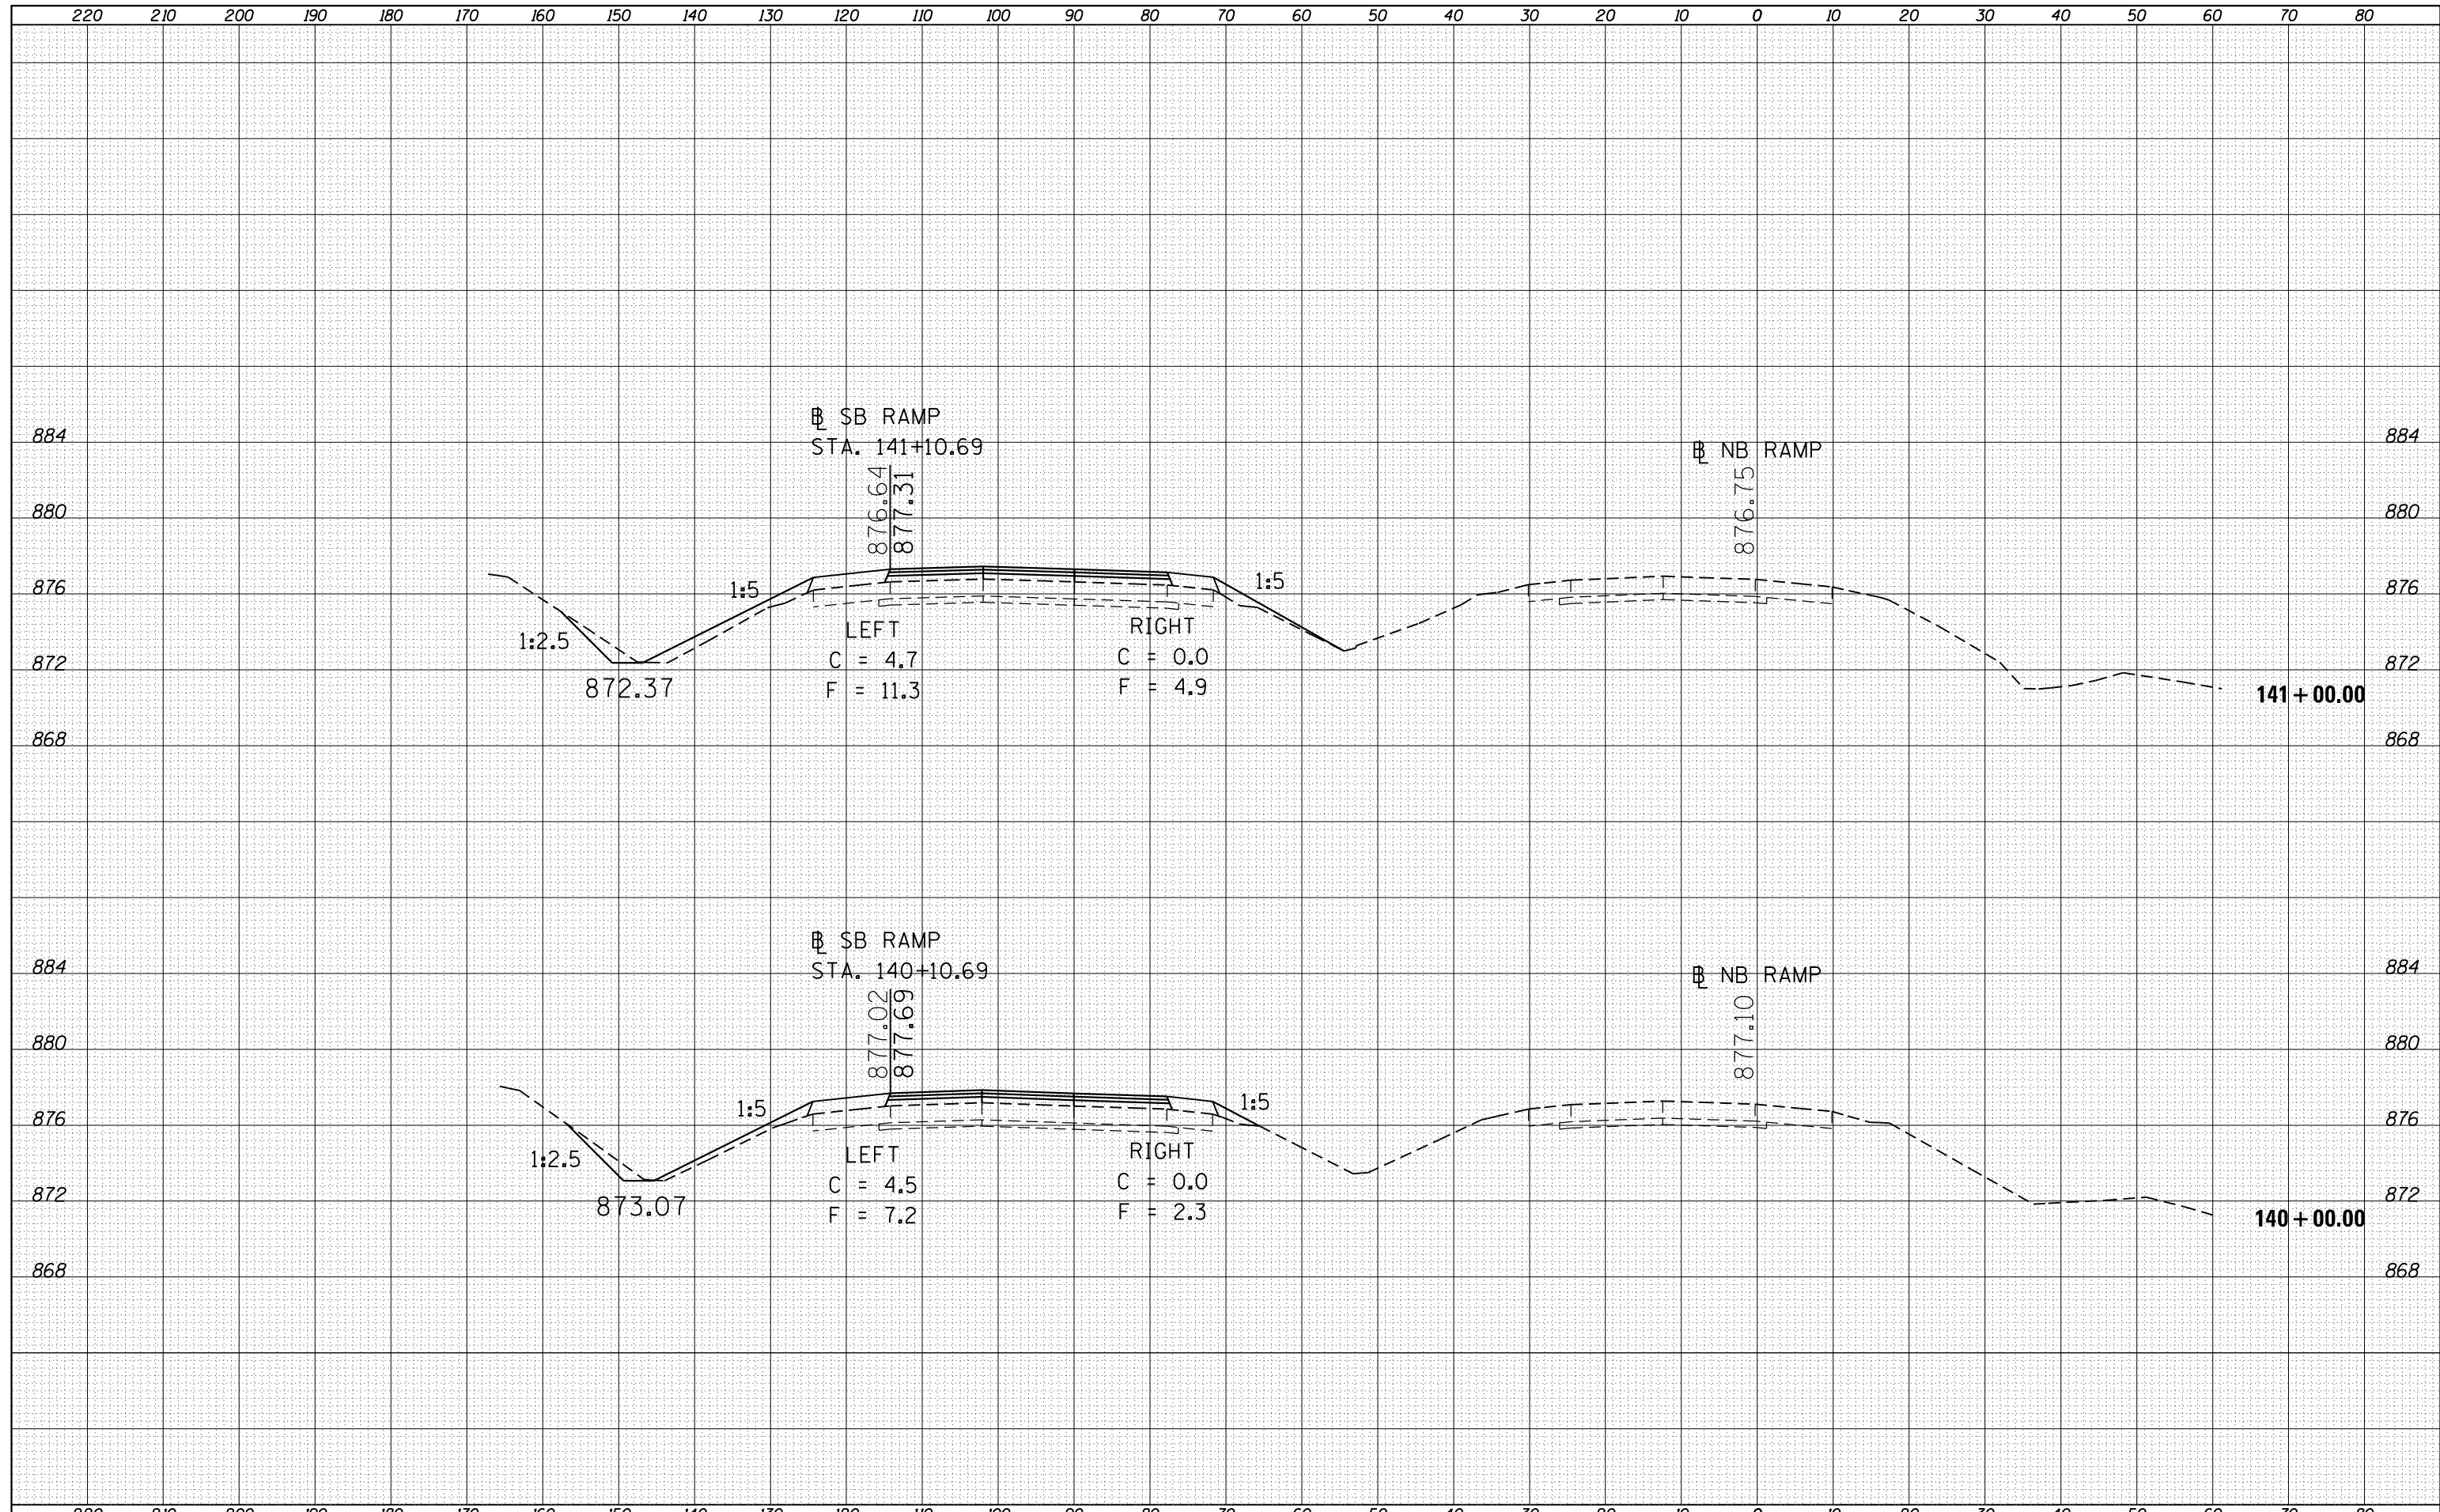 220 210 200 190 180 170 160 150 140 130 120 110 100 90 80 70 60 50 40 30 20 10 0 10 20 30 40 50 60 70 80
℄ SB RAMP
STA. 141+10.69
884
℄ NB RAMP
884
876.64
877.31
876.75
880
880
876
1:5
1:5
876
1:2.5
LEFT
RIGHT
872
C = 4.7
C = 0.0
872
872.37
F = 11.3
F = 4.9
141+00.00
868
868
℄ SB RAMP
STA. 140+10.69
884
℄ NB RAMP
884
877.02
877.69
877.10
880
880
876
1:5
1:5
876
1:2.5
LEFT
RIGHT
872
C = 4.5
C = 0.0
872
873.07
F = 7.2
F = 2.3
140+00.00
868
868